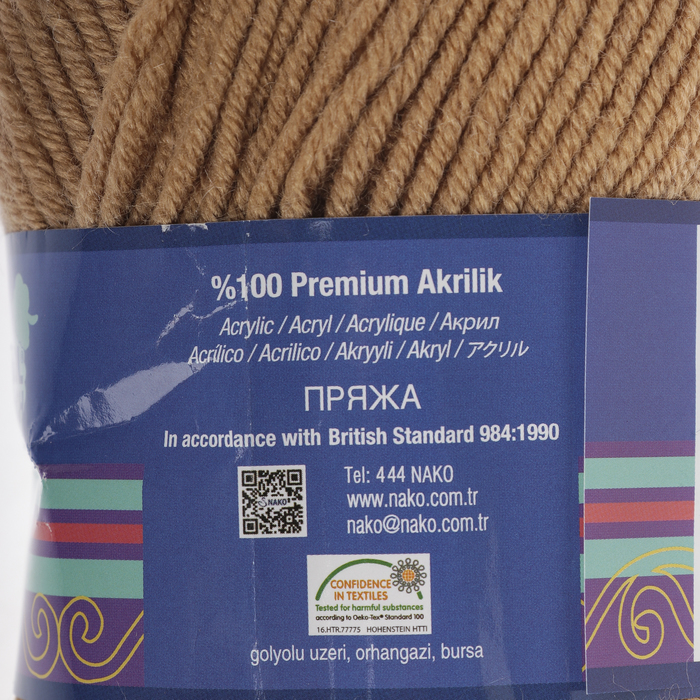 %100 Premium Akrilik
Acrylic / Acryl / Acrylique / Акрил
Acrílico / Acrilico / Akryyli / Akryl / アクリル
ПРЯЖА
In accordance with British Standard 984:1990
NAKO
Tel: 444 NAKO
www.nako.com.tr
nako@nako.com.tr
CONFIDENCE
IN TEXTILES
Tested for harmful substances
according to Oeko-Tex® Standard 100
16.HTR.77775 HOHENSTEIN HTTI
golyolu uzeri, orhangazi, bursa